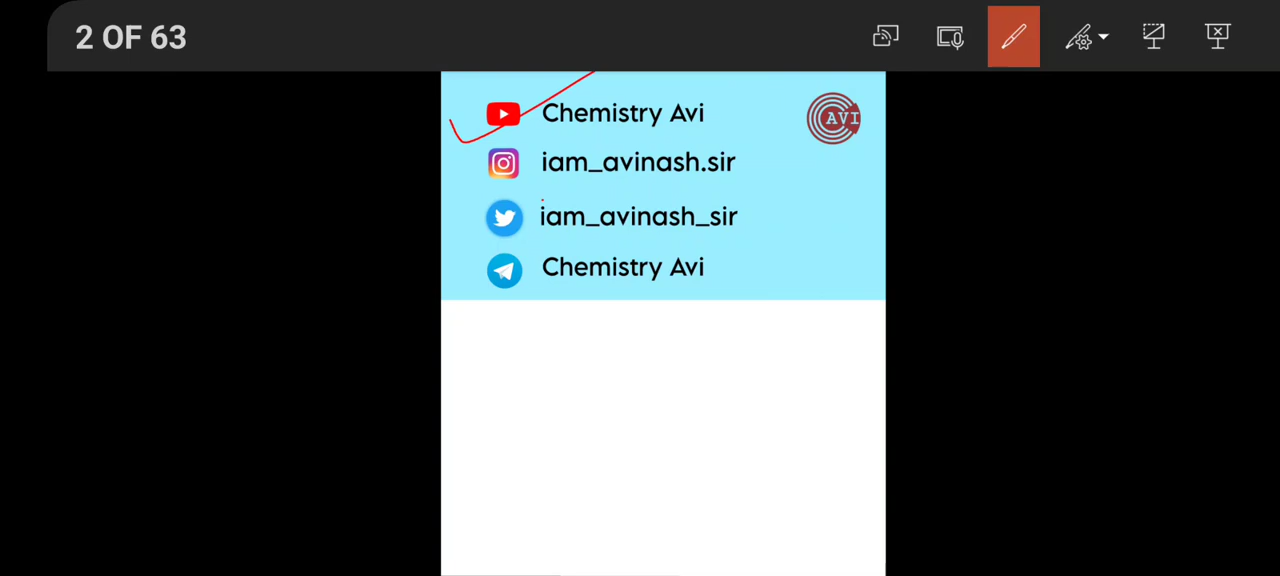 2 OF 63
Chemistry Avi
AVI
iam_avinash.sir
iam_avinash_sir
Chemistry Avi